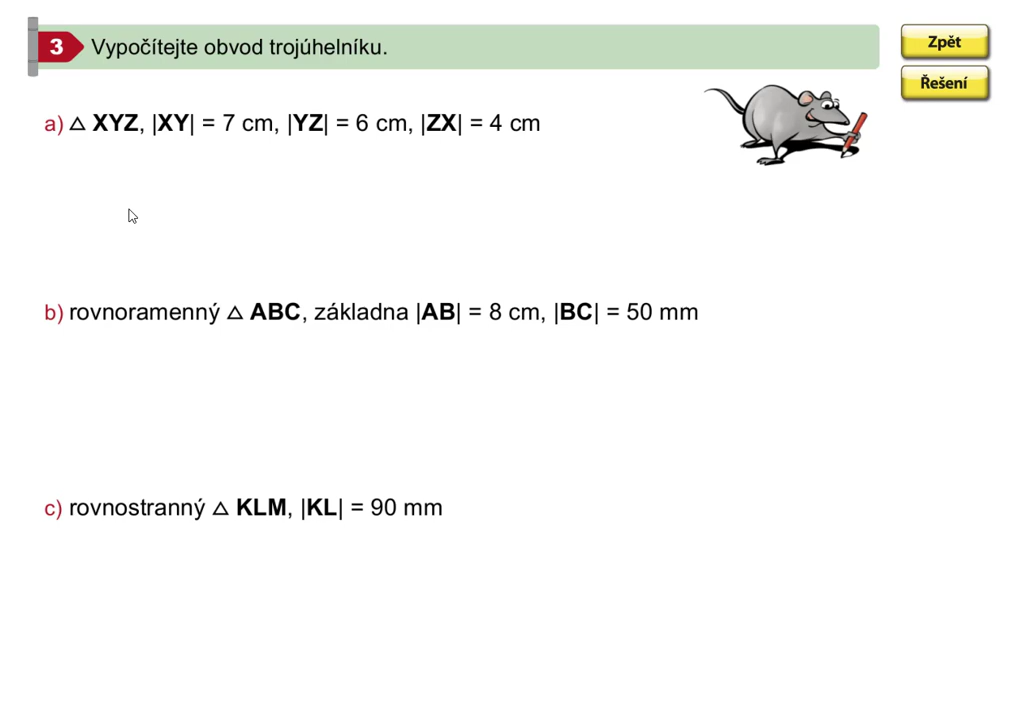 3 Vypočítejte obvod trojúhelníku.
Zpět
Řešení
a) △ XYZ, |XY| = 7 cm, |YZ| = 6 cm, |ZX| = 4 cm
b) rovnoramenný △ ABC, základna |AB| = 8 cm, |BC| = 50 mm
c) rovnostranný △ KLM, |KL| = 90 mm